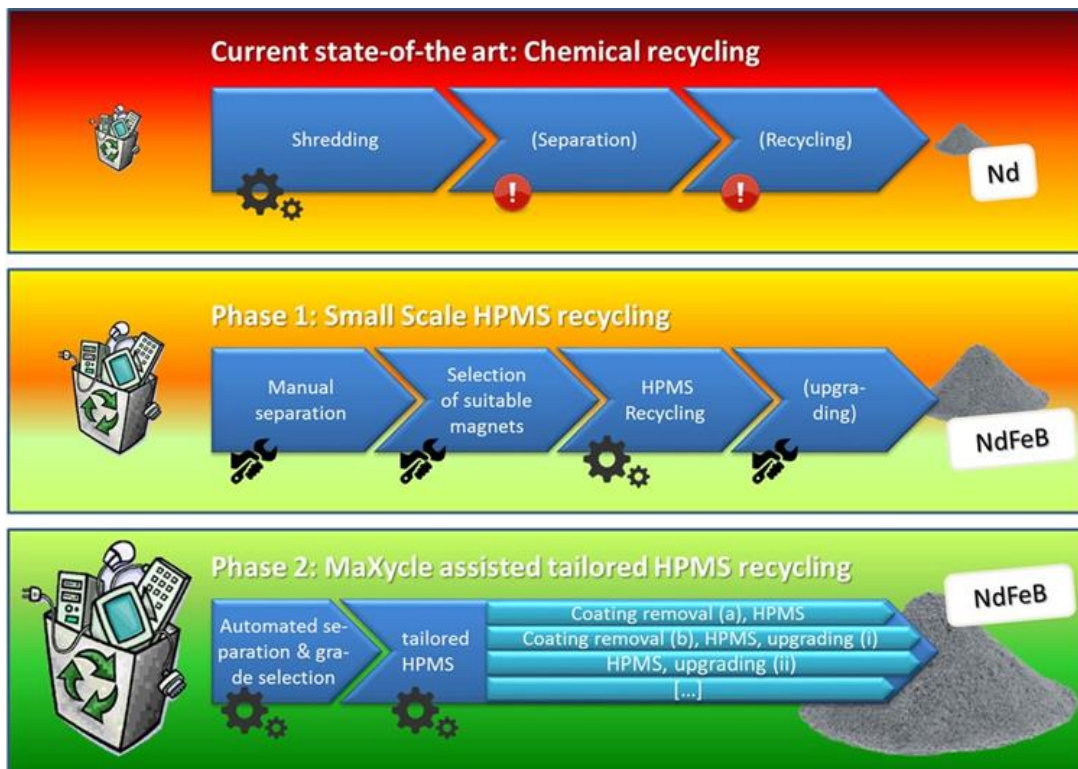 Current state-of-the art: Chemical recycling
Shredding
(Separation)
(Recycling)
!
!
Nd
Phase 1: Small Scale HPMS recycling
Manual
separation
Selection
of suitable
magnets
HPMS
Recycling
(upgra-
ding)
NdFeB
Phase 2: MaXycle assisted tailored HPMS recycling
Automated se-
paration & gra-
de selection
tailored
HPMS
Coating removal (a), HPMS
Coating removal (b), HPMS, upgrading (i)
HPMS, upgrading (ii)
[...]
NdFeB